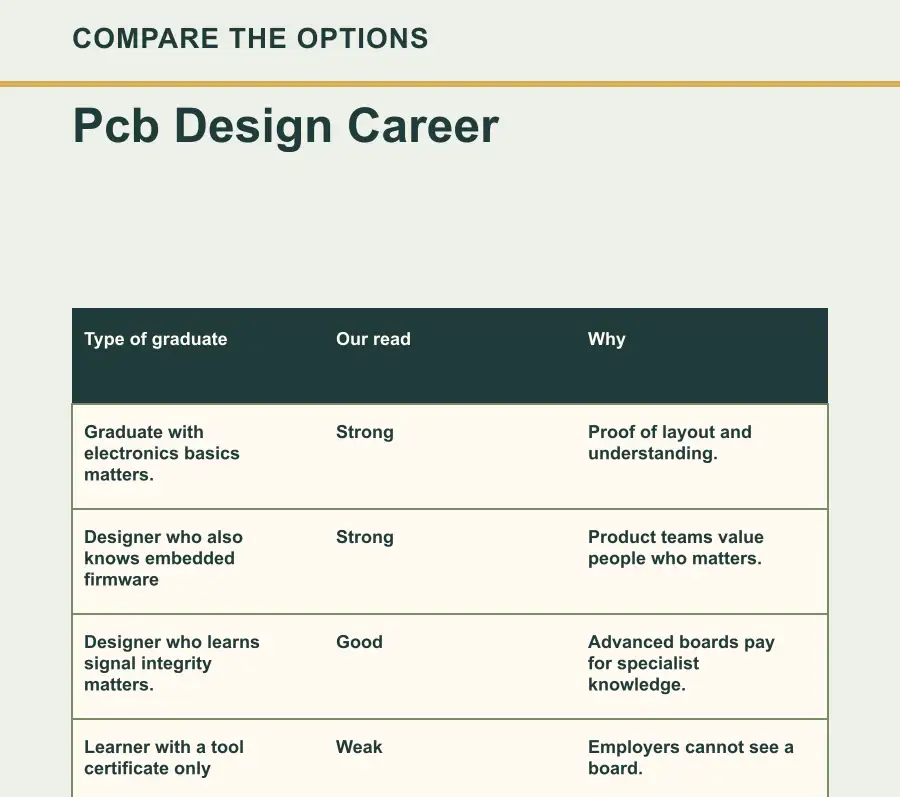 COMPARE THE OPTIONS
Pcb Design Career
Type of graduate
Our read
Why
Graduate with
electronics basics
matters.
Strong
Proof of layout and
understanding.
Designer who also
knows embedded
firmware
Strong
Product teams value
people who matters.
Designer who learns
signal integrity
matters.
Good
Advanced boards pay
for specialist
knowledge.
Learner with a tool
certificate only
Weak
Employers cannot see a
board.